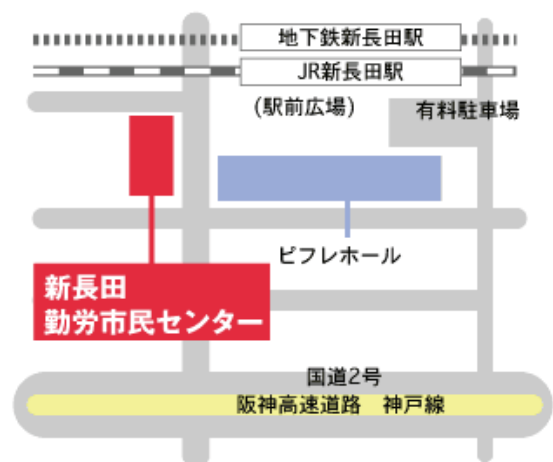 地下鉄新長田駅
JR新長田駅
(駅前広場)
有料駐車場
ピフレホール
新長田
勤労市民センター
国道2号
阪神高速道路　神戸線